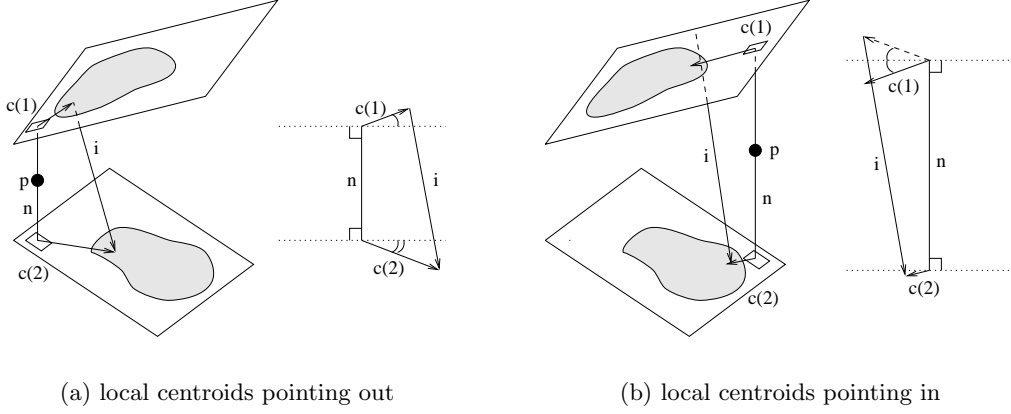 c(1)
i
p
n
c(2)
c(1)
n
i
c(2)
(a) local centroids pointing out
c(1)
i
p
n
c(2)
c(1)
i
n
c(2)
(b) local centroids pointing in